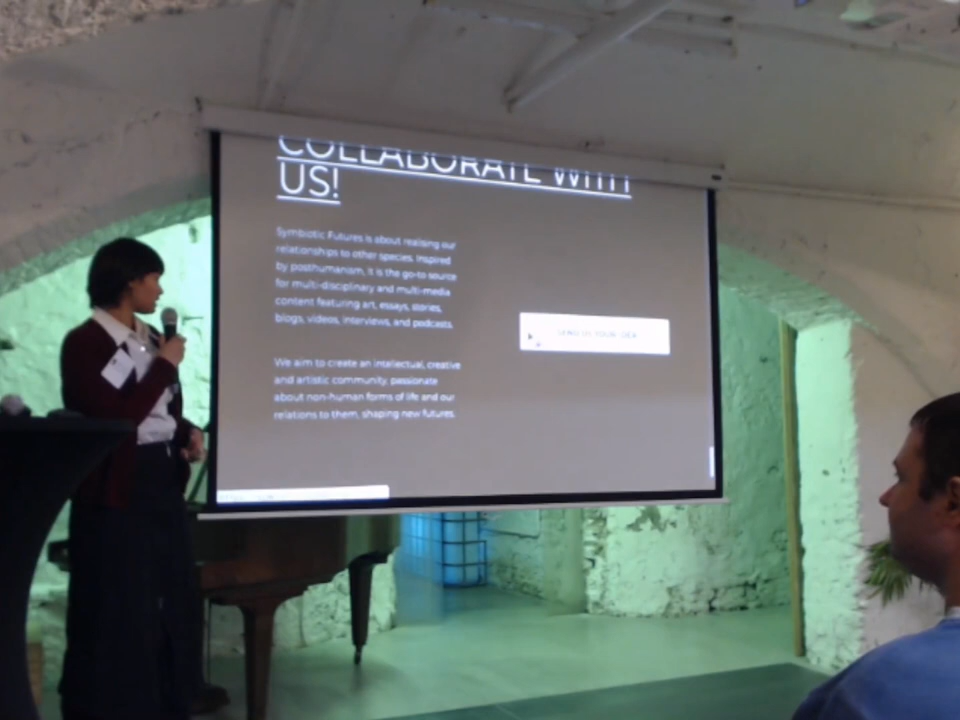 COLLABORATE WITH
US!
Symbiotic Futures is about realising our
relationships to other species. Inspired
by posthumanism, it is the go-to source
for multi-disciplinary and multi-media
content featuring art, essays, stories,
blogs, videos, interviews, and podcasts.
We aim to create an intellectual, creative
and artistic community, passionate
about non-human forms of life and our
relations to them, shaping new futures.
SEND US YOUR IDEA